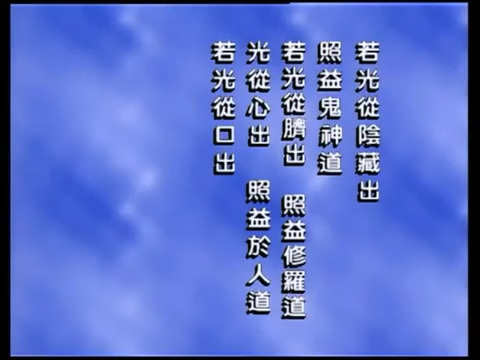 若光從陰藏出
照益鬼神道
若光從臍出　照益修羅道
光從心出　照益於人道
若光從口出